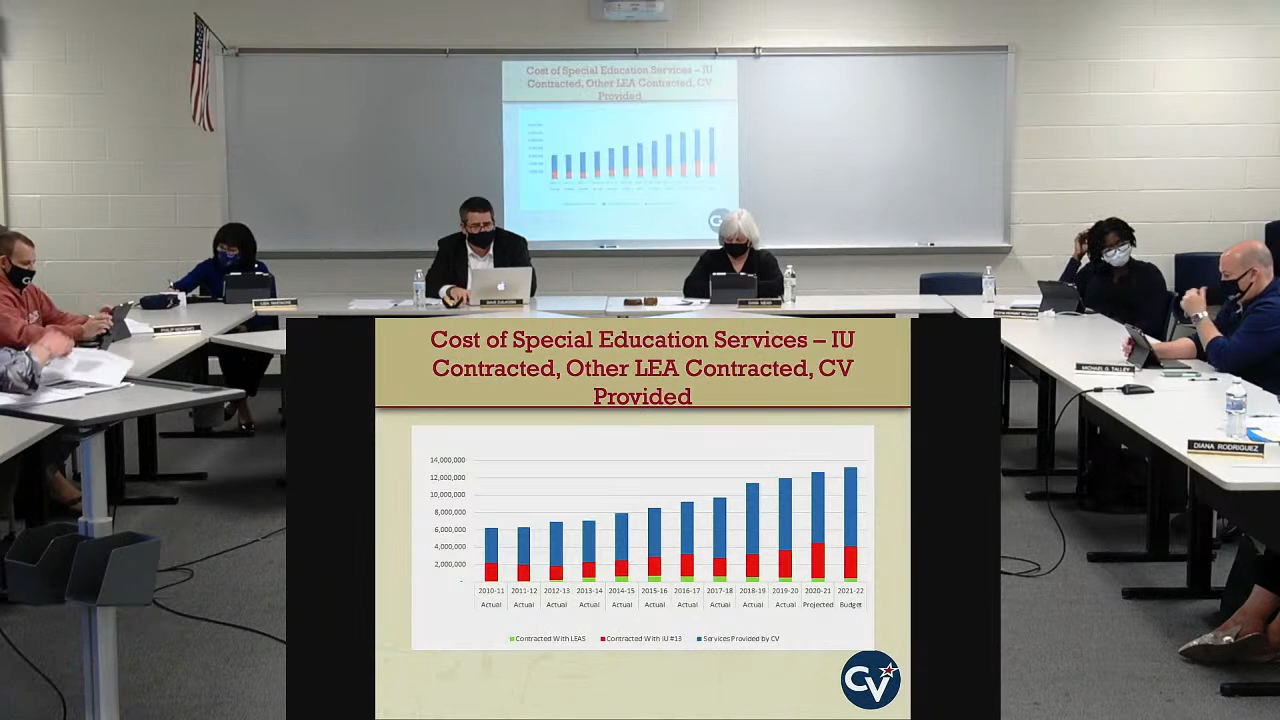 Cost of Special Education Services – IU
Contracted, Other LEA Contracted, CV
Provided
MICHAEL G. TALLEY
DIANA RODRIGUEZ
Cost of Special Education Services – IU
Contracted, Other LEA Contracted, CV
Provided
14,000,000
12,000,000
10,000,000
8,000,000
6,000,000
4,000,000
2,000,000
-
2010-11 2011-12 2012-13 2013-14 2014-15 2015-16 2016-17 2017-18 2018-19 2019-20 2020-21 2021-22
Actual Actual Actual Actual Actual Actual Actual Actual Actual Actual Projected Budget
Contracted With LEAS Contracted With IU #13 Services Provided by CV
CV